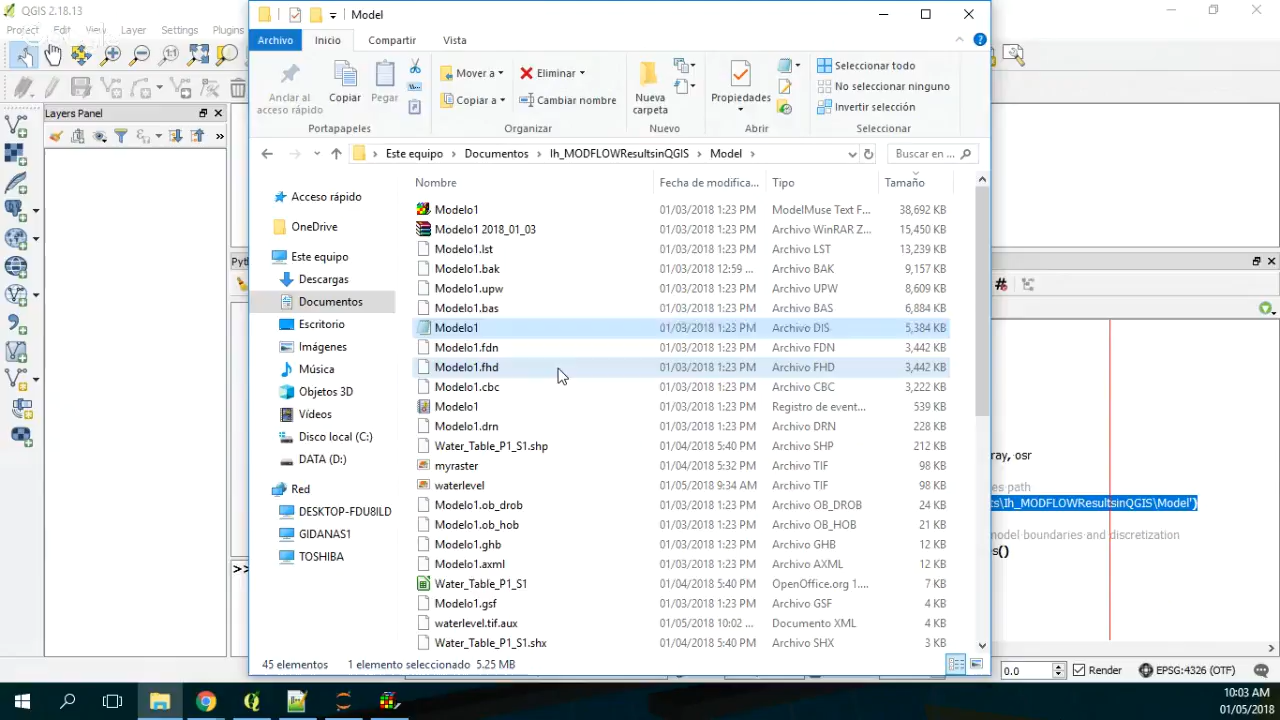 QGIS 2.18.13
Model
Project Edit View Layer Settings Plugins
Archivo Inicio Compartir Vista
Anclar al acceso rápido
Copiar
Pegar
Portapapeles
Mover a
Copiar a
Eliminar
Cambiar nombre
Organizar
Nueva carpeta
Nuevo
Propiedades
Abrir
Seleccionar todo
No seleccionar ninguno
Invertir selección
Seleccionar
Layers Panel
Este equipo > Documentos > Ih_MODFLOWResultsinQGIS > Model >
Buscar en ...
Nombre Fecha de modifica... Tipo Tamaño
Acceso rápido
OneDrive
Este equipo
Descargas
Documentos
Escritorio
Imágenes
Música
Objetos 3D
Vídeos
Disco local (C:)
DATA (D:)
Red
DESKTOP-FDU8ILD
GIDANAS1
TOSHIBA
Modelo1 01/03/2018 1:23 PM ModelMuse Text F... 38,692 KB
Modelo1 2018_01_03 01/03/2018 1:23 PM Archivo WinRAR Z... 15,450 KB
Modelo1.lst 01/03/2018 1:23 PM Archivo LST 13,239 KB
Modelo1.bak 01/03/2018 12:59 ... Archivo BAK 9,157 KB
Modelo1.upw 01/03/2018 1:23 PM Archivo UPW 8,609 KB
Modelo1.bas 01/03/2018 1:23 PM Archivo BAS 6,884 KB
Modelo1 01/03/2018 1:23 PM Archivo DIS 5,384 KB
Modelo1.fdn 01/03/2018 1:23 PM Archivo FDN 3,442 KB
Modelo1.fhd 01/03/2018 1:23 PM Archivo FHD 3,442 KB
Modelo1.cbc 01/03/2018 1:23 PM Archivo CBC 3,222 KB
Modelo1 01/03/2018 1:23 PM Registro de event... 539 KB
Modelo1.drn 01/03/2018 1:23 PM Archivo DRN 228 KB
Water_Table_P1_S1.shp 01/04/2018 5:40 PM Archivo SHP 212 KB
myraster 01/04/2018 5:32 PM Archivo TIF 98 KB
waterlevel 01/05/2018 9:34 AM Archivo TIF 98 KB
Modelo1.ob_drob 01/03/2018 1:23 PM Archivo OB_DROB 24 KB
Modelo1.ob_hob 01/03/2018 1:23 PM Archivo OB_HOB 21 KB
Modelo1.ghb 01/03/2018 1:23 PM Archivo GHB 12 KB
Modelo1.axml 01/03/2018 1:23 PM Archivo AXML 12 KB
Water_Table_P1_S1 01/04/2018 5:40 PM OpenOffice.org 1.... 7 KB
Modelo1.gsf 01/03/2018 1:23 PM Archivo GSF 4 KB
waterlevel.tif.aux 01/05/2018 10:02 ... Documento XML 4 KB
Water_Table_P1_S1.shx 01/04/2018 5:40 PM Archivo SHX 3 KB
45 elementos 1 elemento seleccionado 5.25 MB
Pyt
>>
ray, osr
es path
ts\Ih_MODFLOWResultsinQGIS\Model')
model boundaries and discretization
s()
0.0 Render EPSG:4326 (OTF)
10:03 AM
01/05/2018